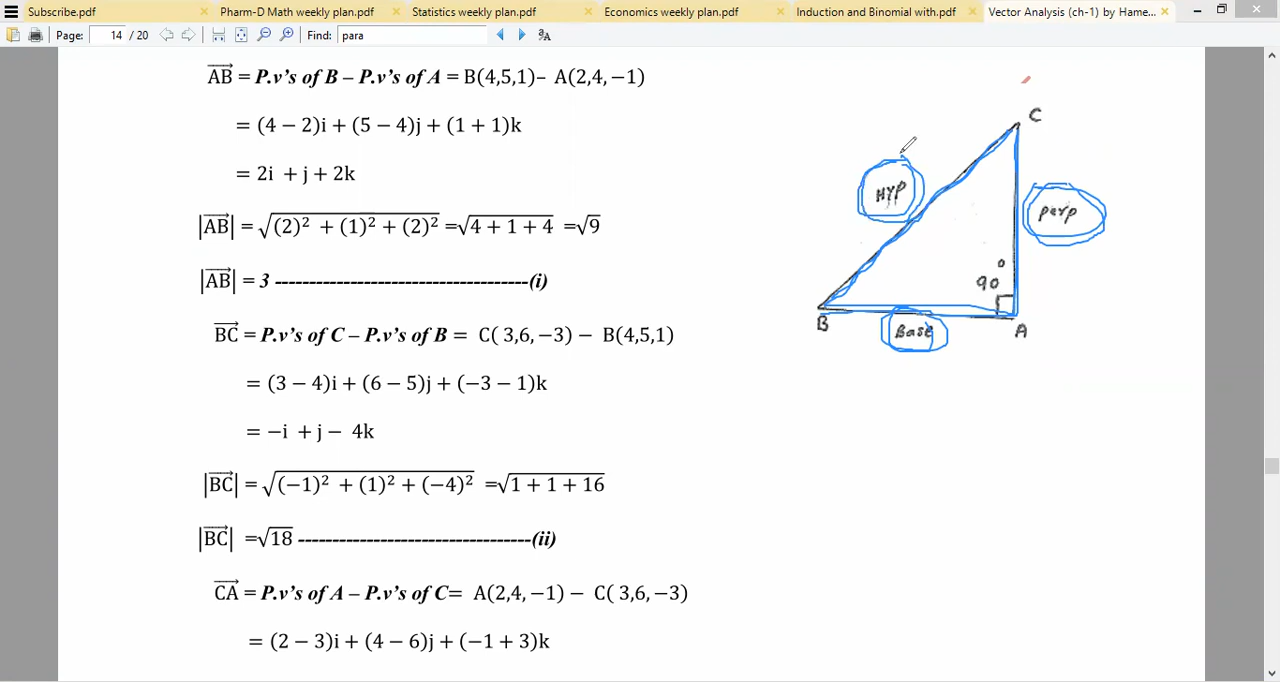 Subscribe.pdf Pharm-D Math weekly plan.pdf Statistics weekly plan.pdf Economics weekly plan.pdf Induction and Binomial with.pdf Vector Analysis (ch-1) by Hame...
Page: 14 / 20 Find: para
AB = P.v's of B – P.v's of A = B(4,5,1)– A(2,4,−1)
= (4 − 2)i + (5 − 4)j + (1 + 1)k
= 2i + j + 2k
|AB| = √(2)² + (1)² + (2)² =√4 + 1 + 4 =√9
|AB| = 3 -------------------------------------(i)
BC = P.v's of C – P.v's of B = C( 3,6, −3) − B(4,5,1)
= (3 − 4)i + (6 − 5)j + (−3 − 1)k
= −i + j − 4k
|BC| = √(−1)² + (1)² + (−4)² =√1 + 1 + 16
|BC| =√18 ----------------------------------(ii)
CA = P.v's of A – P.v's of C= A(2,4, −1) − C( 3,6, −3)
= (2 − 3)i + (4 − 6)j + (−1 + 3)k
C
HYP
Perp
90°
B
Base
A